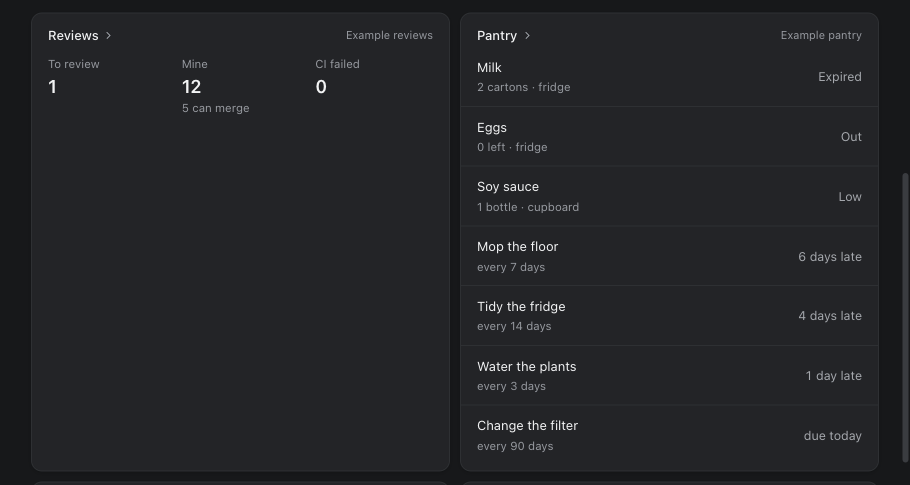 Reviews
Example reviews
To review
Mine
CI failed
1
12
0
5 can merge
Pantry
Example pantry
Milk
2 cartons · fridge
Expired
Eggs
0 left · fridge
Out
Soy sauce
1 bottle · cupboard
Low
Mop the floor
every 7 days
6 days late
Tidy the fridge
every 14 days
4 days late
Water the plants
every 3 days
1 day late
Change the filter
every 90 days
due today